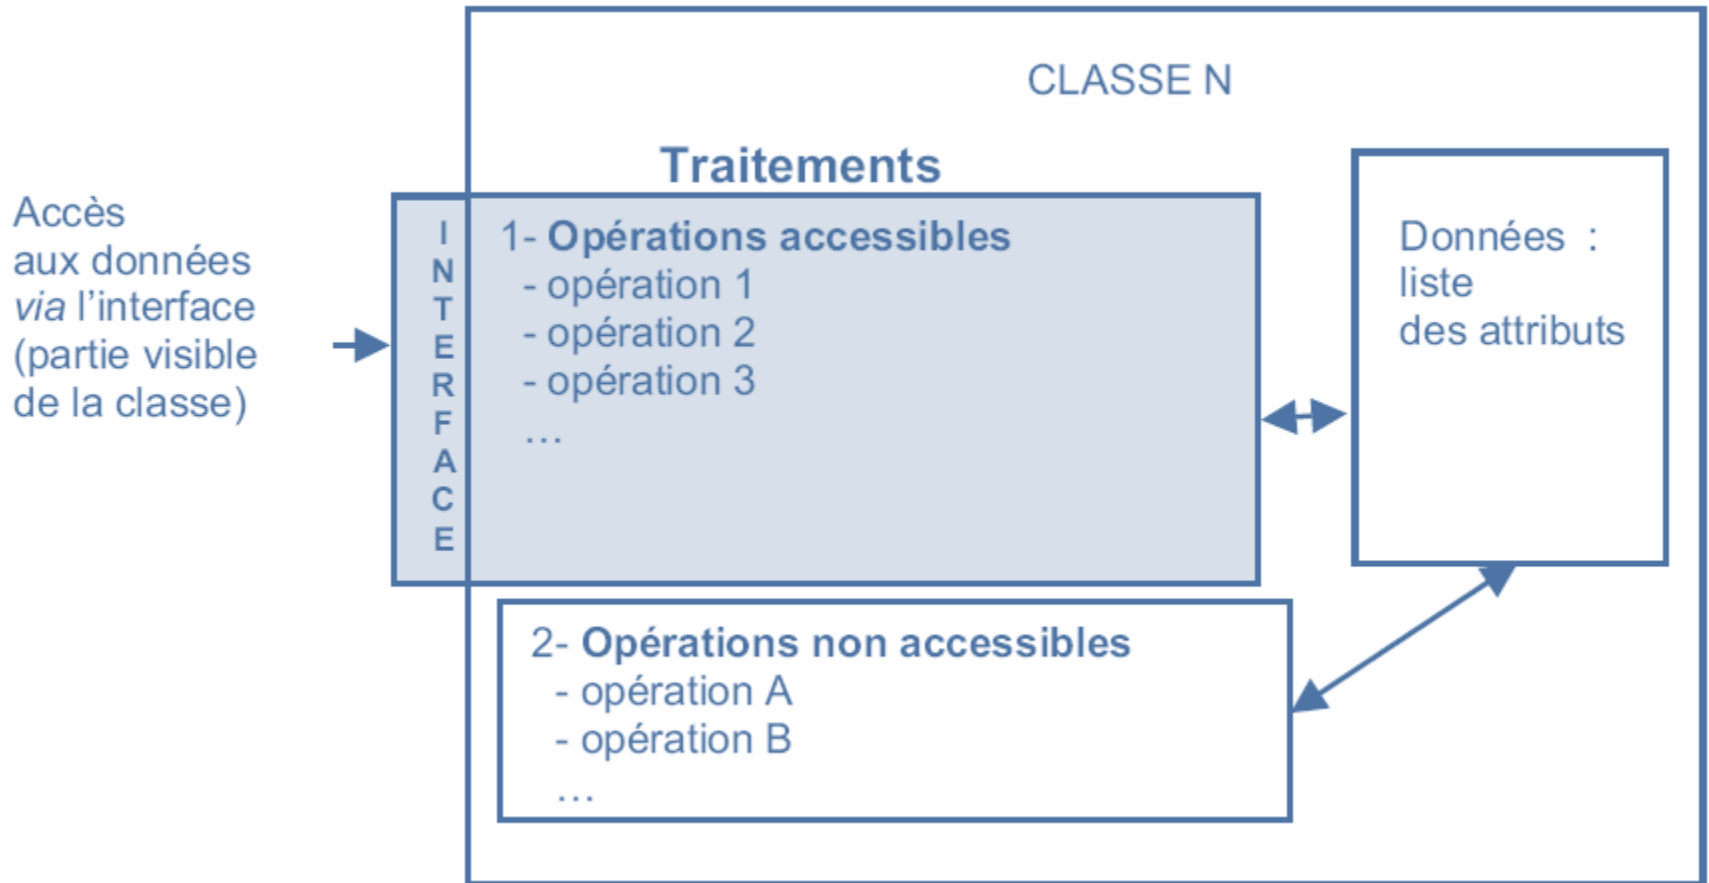 CLASSE N
Traitements
Accès
aux données
via l'interface
(partie visible
de la classe)
INTERFACE
1- Opérations accessibles
- opération 1
- opération 2
- opération 3
…
Données :
liste
des attributs
2- Opérations non accessibles
- opération A
- opération B
…